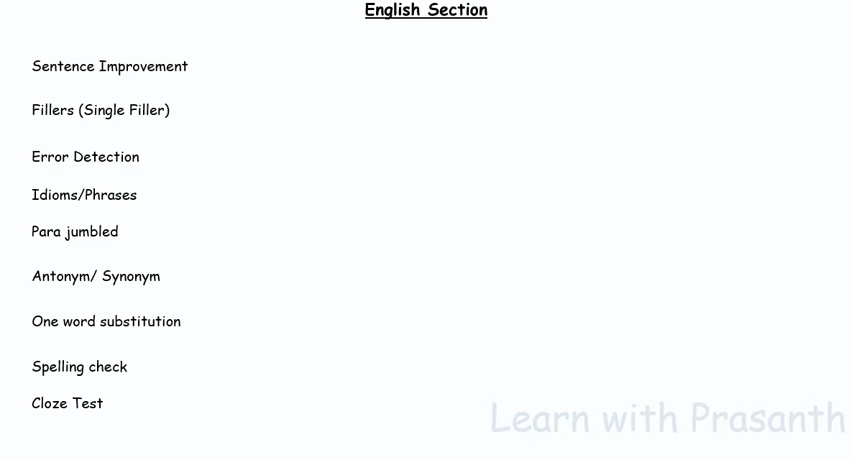 English Section
Sentence Improvement
Fillers (Single Filler)
Error Detection
Idioms/Phrases
Para jumbled
Antonym/ Synonym
One word substitution
Spelling check
Cloze Test
Learn with Prasanth